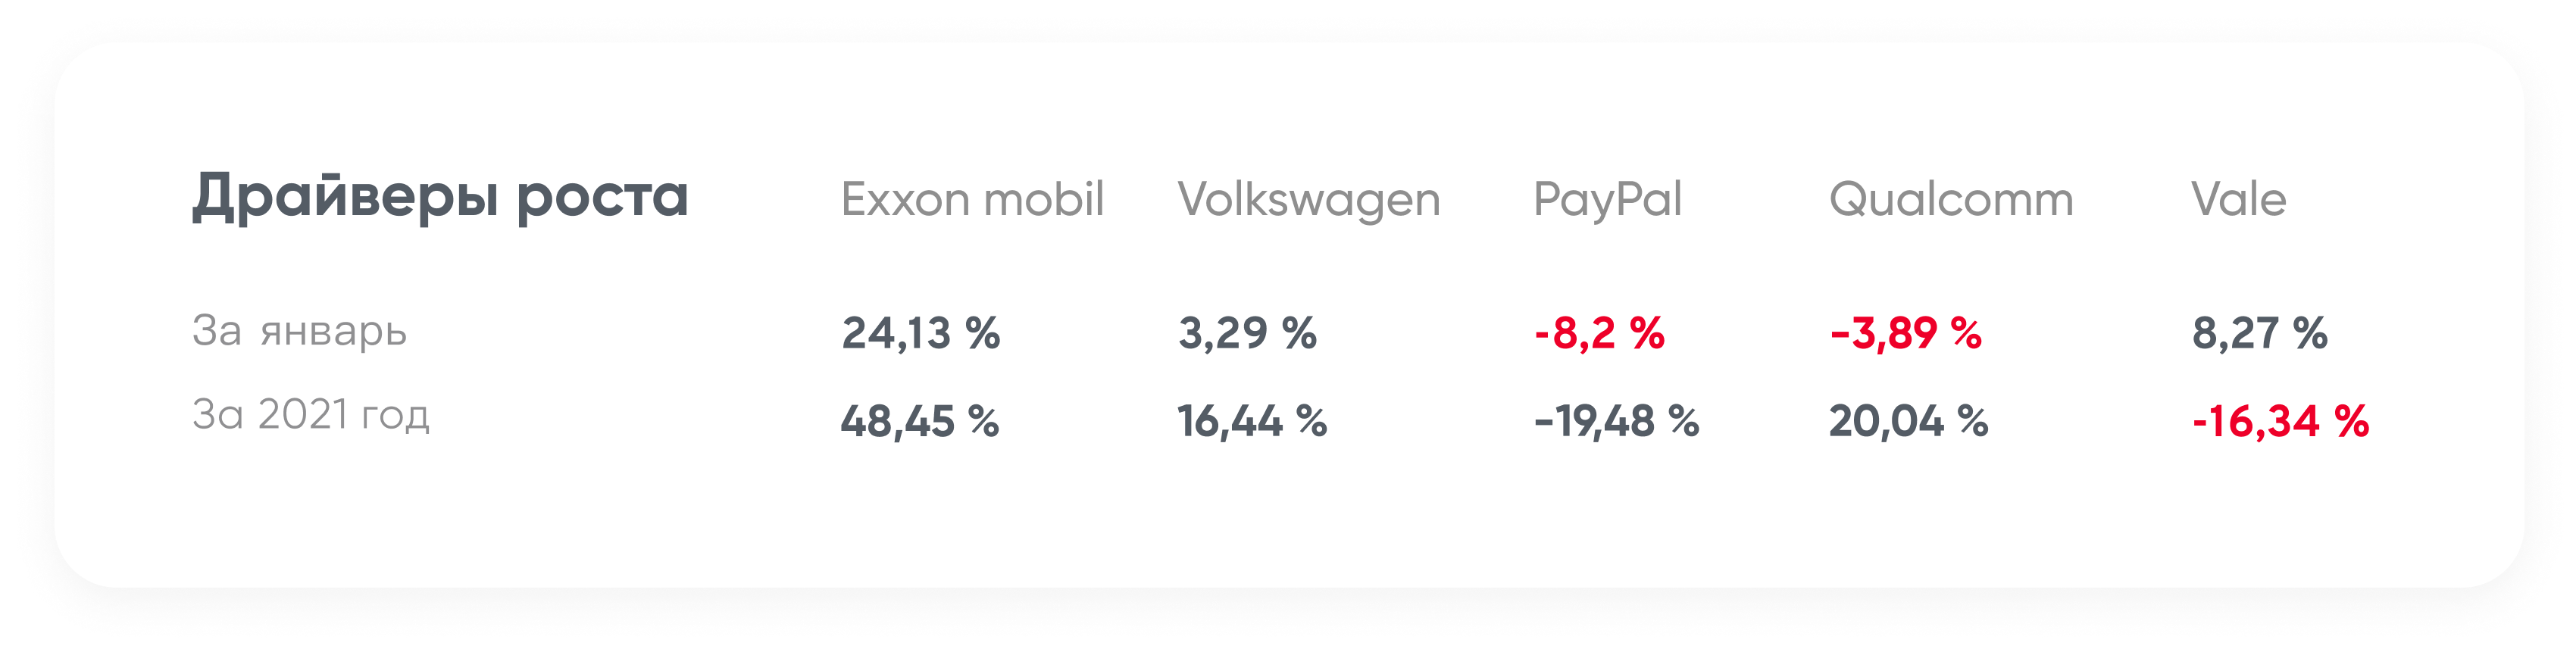 Драйверы роста Exxon mobil Volkswagen PayPal Qualcomm Vale
За январь 24,13 % 3,29 % -8,2 % -3,89 % 8,27 %
За 2021 год 48,45 % 16,44 % -19,48 % 20,04 % -16,34 %